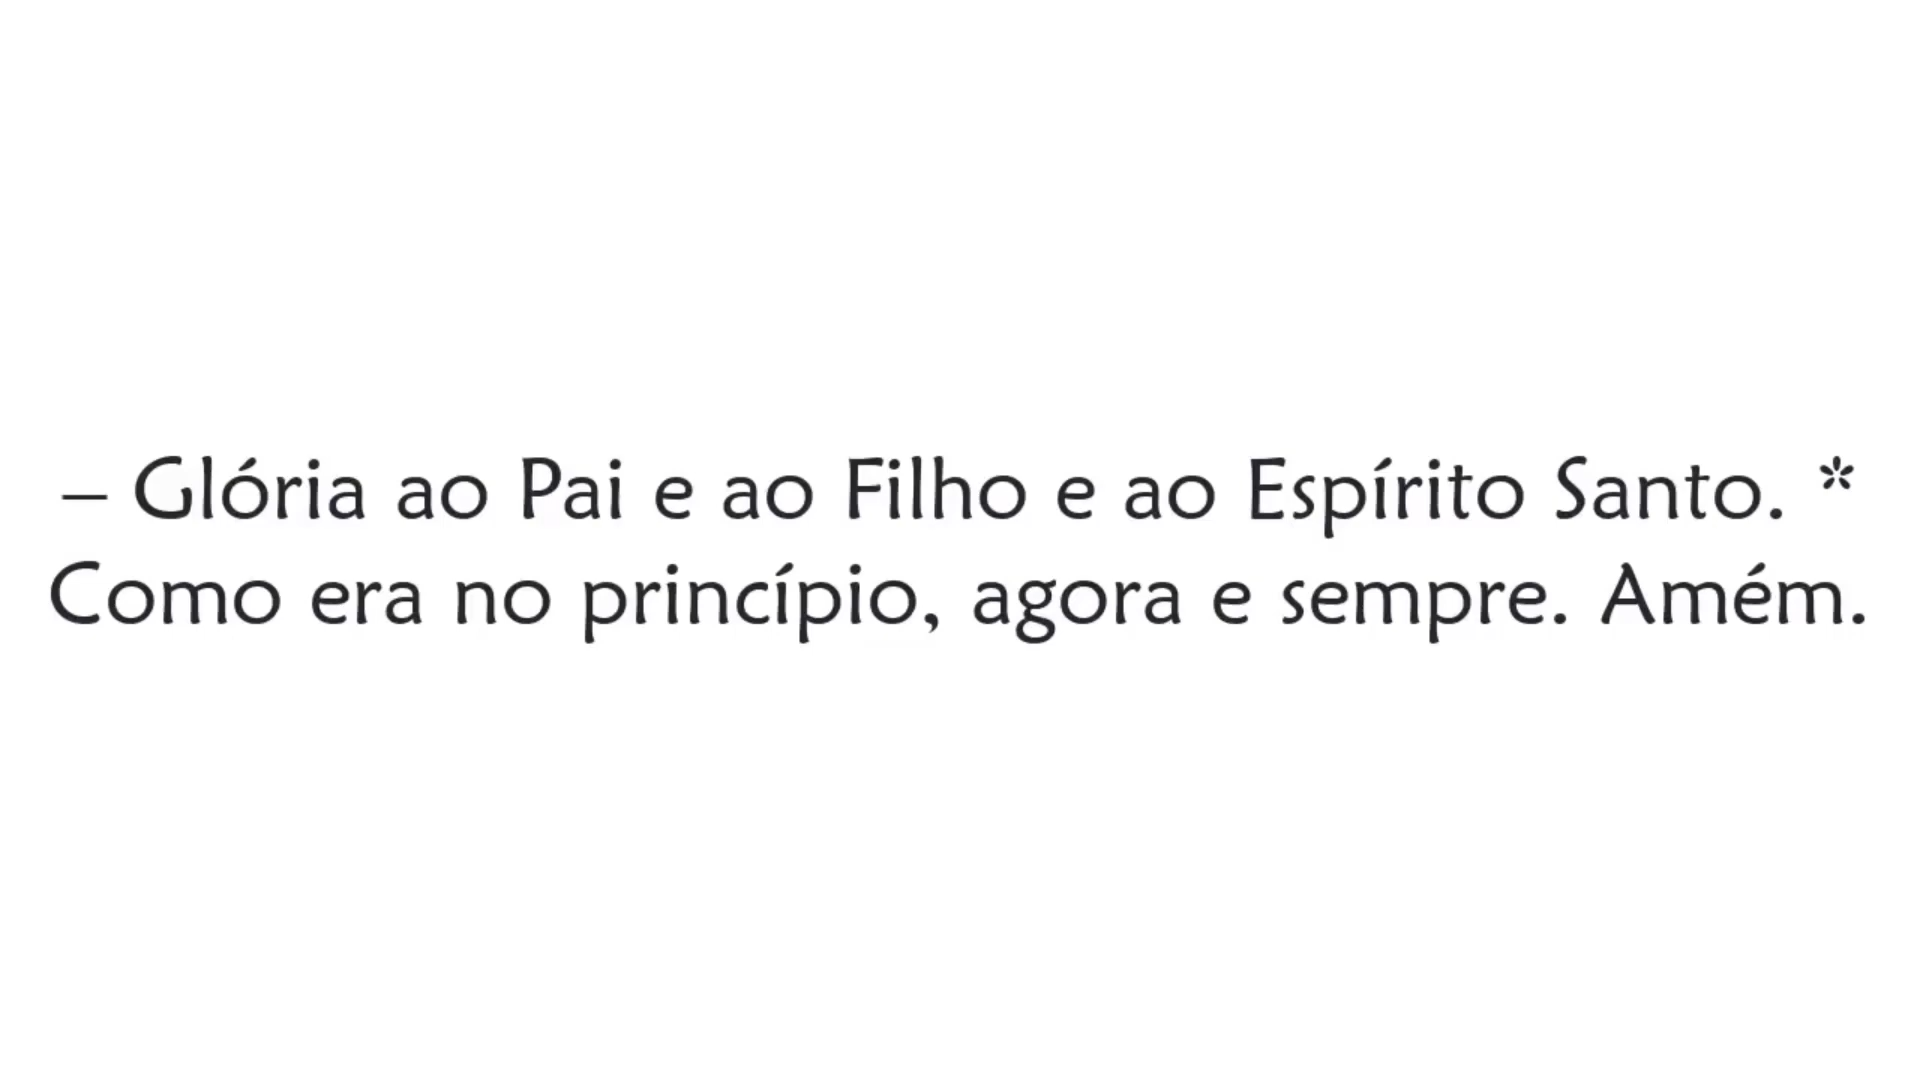 – Glória ao Pai e ao Filho e ao Espírito Santo. *
Como era no princípio, agora e sempre. Amém.